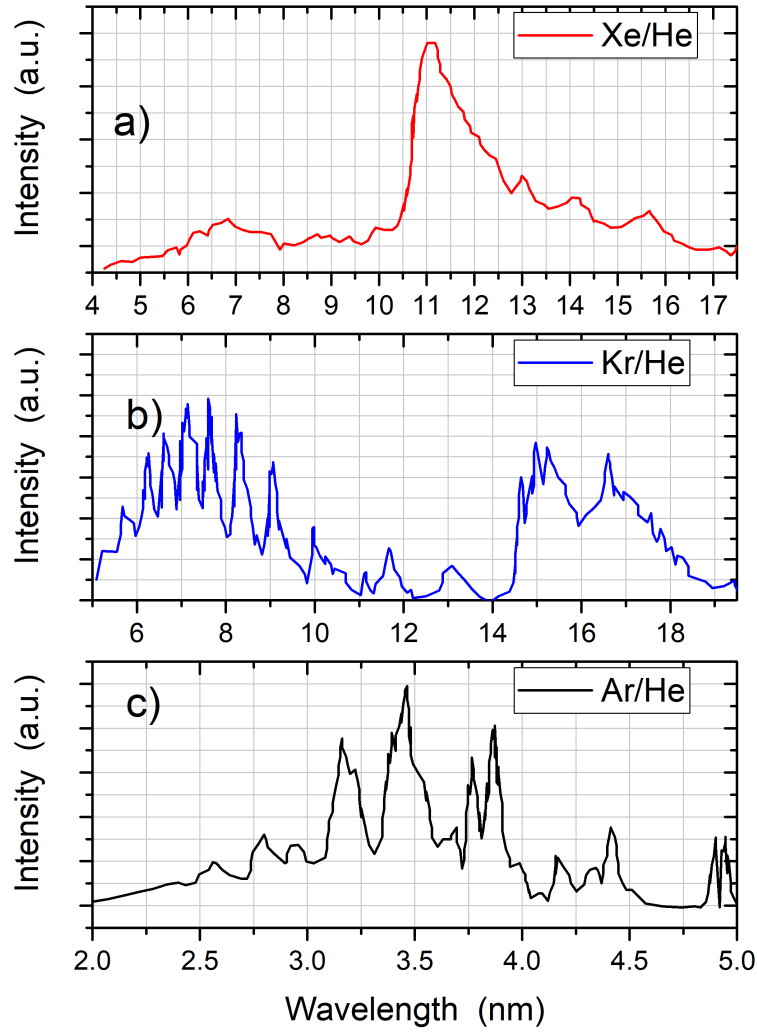 Xe/He
a)
Intensity (a.u.)
4 5 6 7 8 9 10 11 12 13 14 15 16 17
Kr/He
b)
Intensity (a.u.)
6 8 10 12 14 16 18
Ar/He
c)
Intensity (a.u.)
2.0 2.5 3.0 3.5 4.0 4.5 5.0
Wavelength (nm)